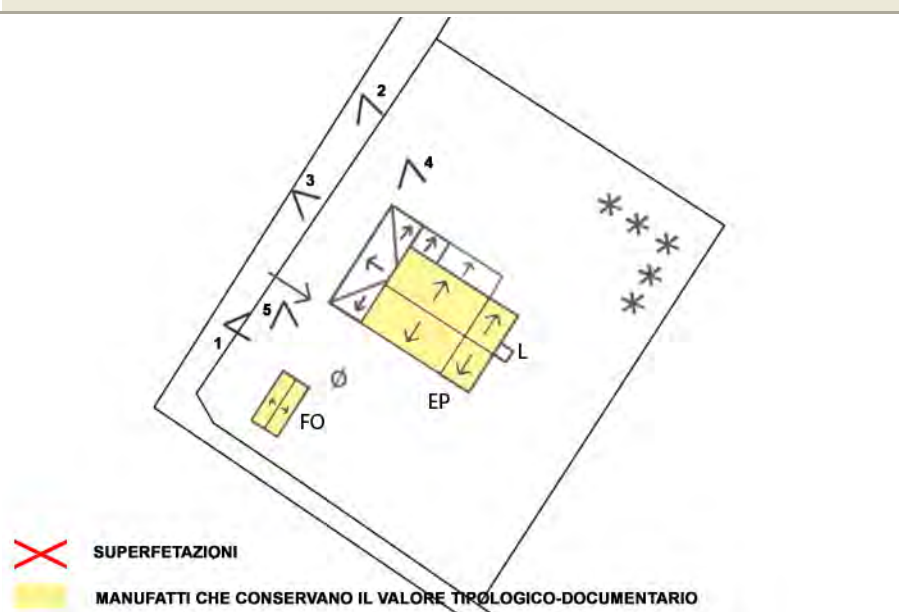 2
4
3
5
1
L
EP
FO
SUPERFETAZIONI
MANUFATTI CHE CONSERVANO IL VALORE TIPOLOGICO-DOCUMENTARIO